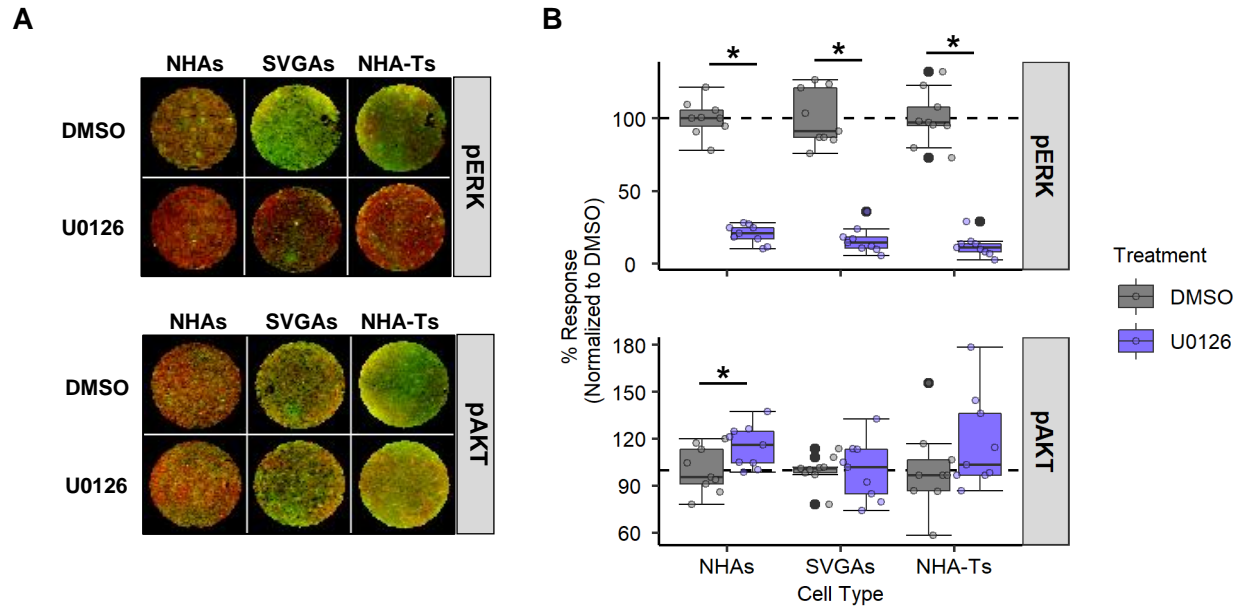 A
NHAs SVGAs NHA-Ts
DMSO
U0126
pERK
NHAs SVGAs NHA-Ts
DMSO
U0126
pAKT
B
% Response
(Normalized to DMSO)
* * *
100
50
0
pERK
*
180
150
120
90
60
pAKT
NHAs SVGAs NHA-Ts
Cell Type
Treatment
DMSO
U0126